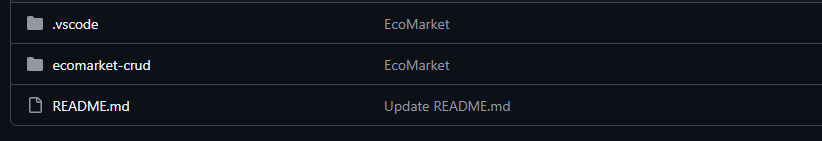 .vscode EcoMarket
ecomarket-crud EcoMarket
README.md Update README.md